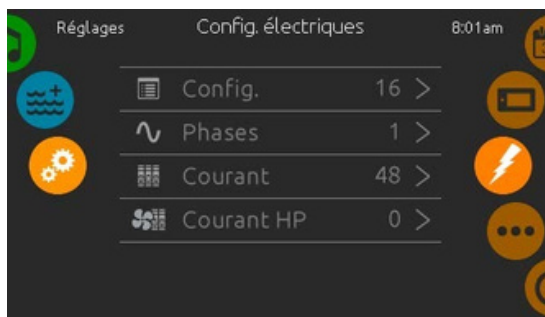 Réglages Config. électriques 8:01am
Config. 16 >
Phases 1 >
Courant 48 >
Courant HP 0 >